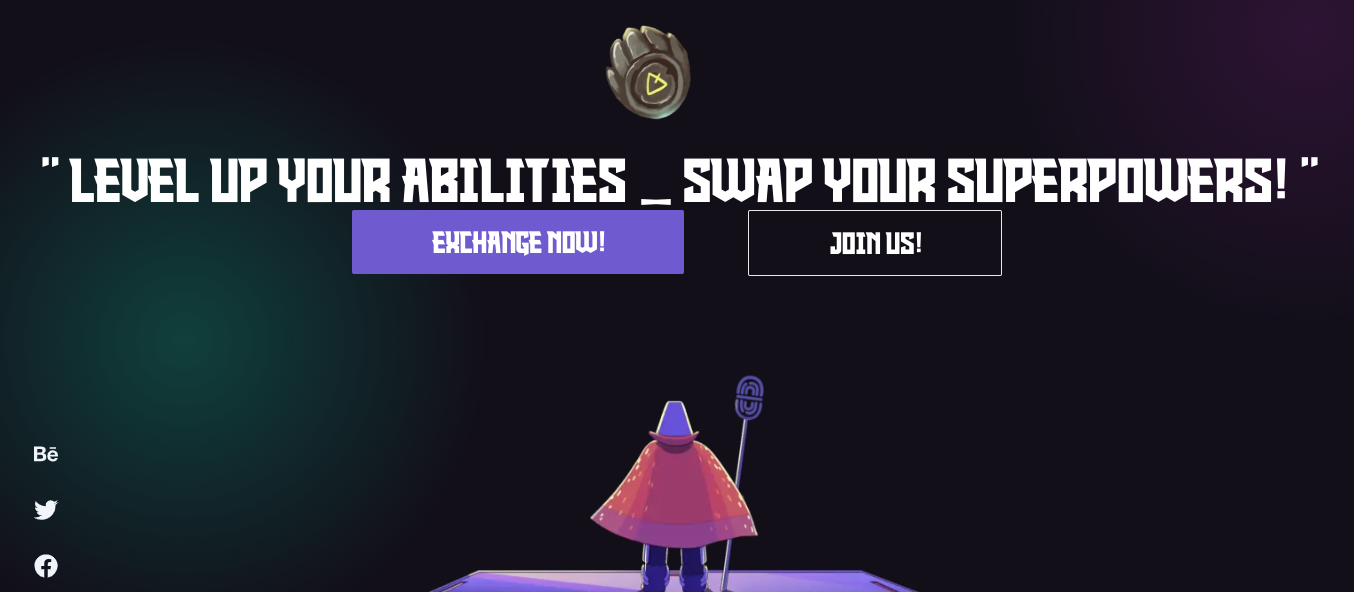 " LEVEL UP YOUR ABILITIES _ SWAP YOUR SUPERPOWERS! "
EXCHANGE NOW! JOIN US!
Bē